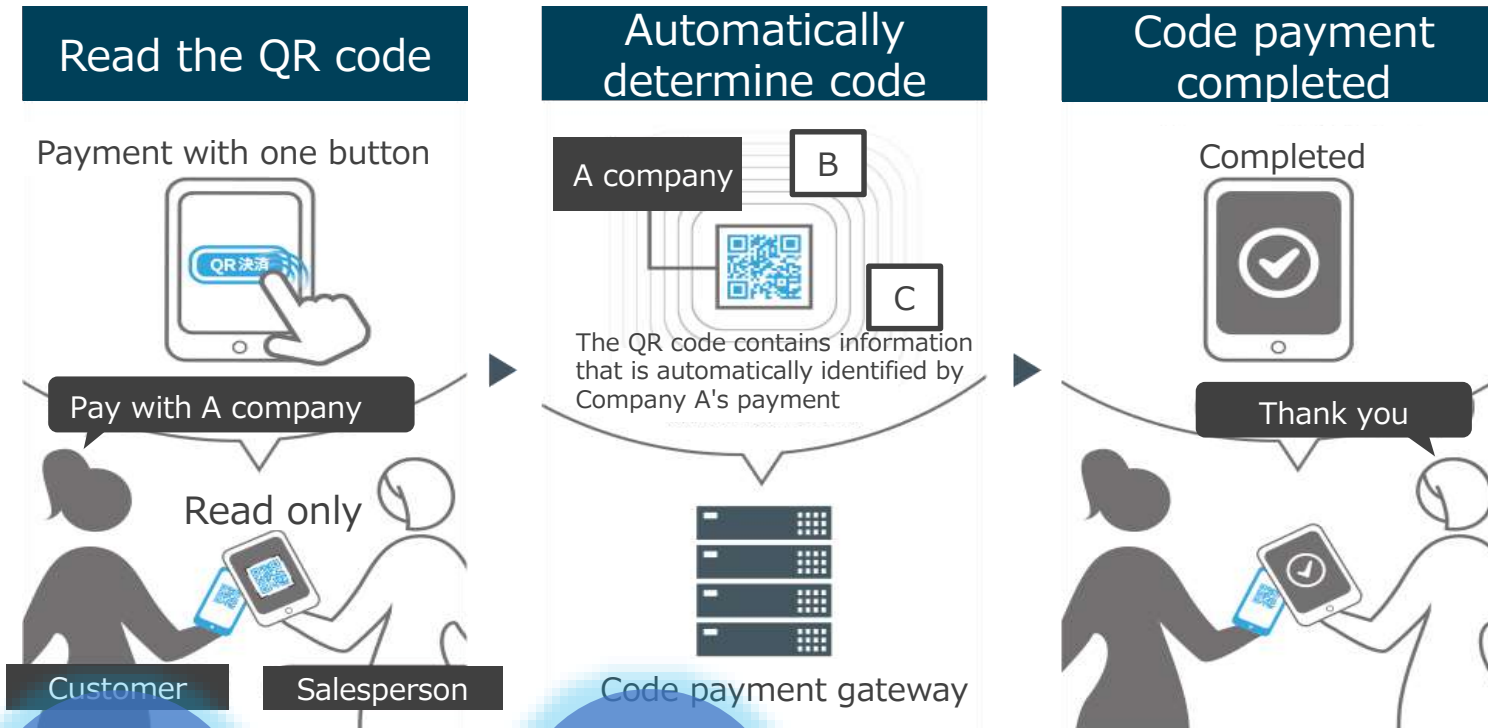 Read the QR code
Payment with one button
QR決済
Pay with A company
Read only
Customer
Salesperson
Automatically
determine code
A company
B
C
The QR code contains information
that is automatically identified by
Company A's payment
Code payment gateway
Code payment
completed
Completed
Thank you